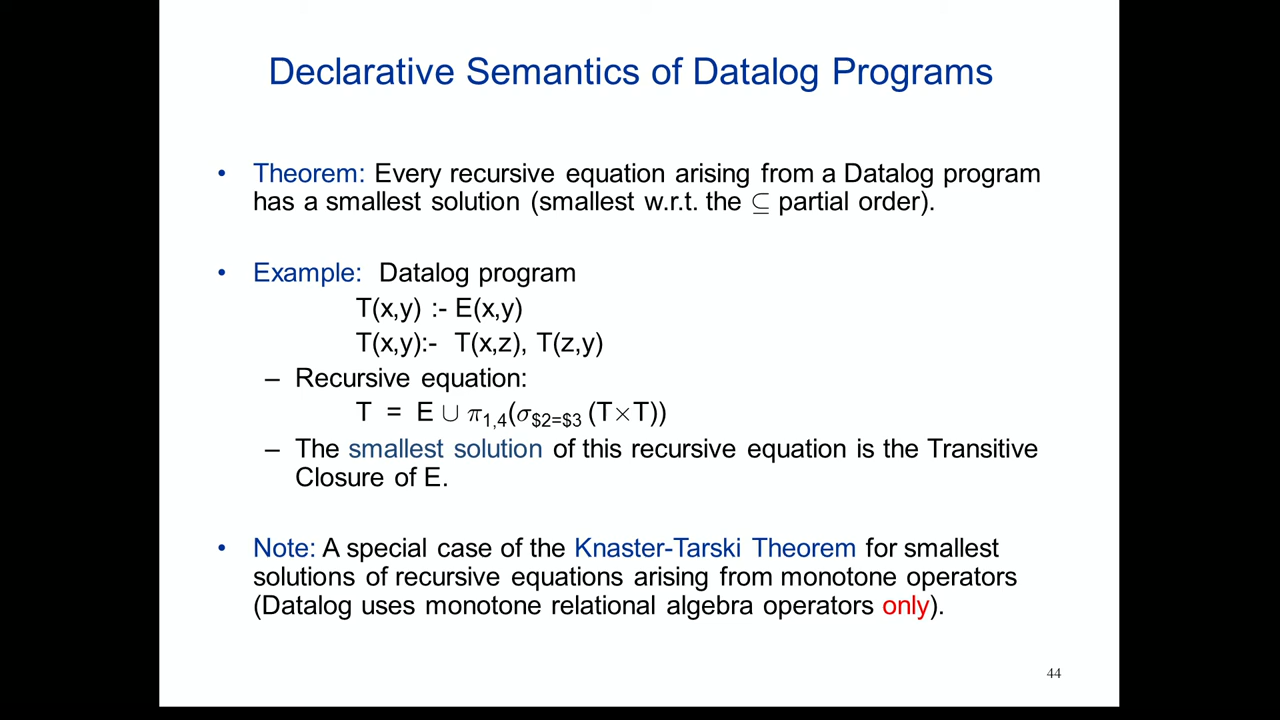 Declarative Semantics of Datalog Programs
• Theorem: Every recursive equation arising from a Datalog program
has a smallest solution (smallest w.r.t. the ⊆ partial order).
• Example: Datalog program
T(x,y) :- E(x,y)
T(x,y):- T(x,z), T(z,y)
– Recursive equation:
T = E ∪ π1,4(σ$2=$3 (T×T))
– The smallest solution of this recursive equation is the Transitive
Closure of E.
• Note: A special case of the Knaster-Tarski Theorem for smallest
solutions of recursive equations arising from monotone operators
(Datalog uses monotone relational algebra operators only).
44